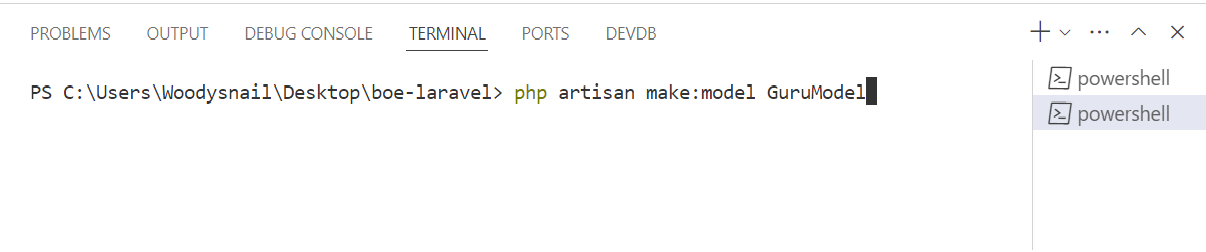 PROBLEMS OUTPUT DEBUG CONSOLE TERMINAL PORTS DEVDB
PS C:\Users\Woodysnail\Desktop\boe-laravel> php artisan make:model GuruModel
powershell
powershell